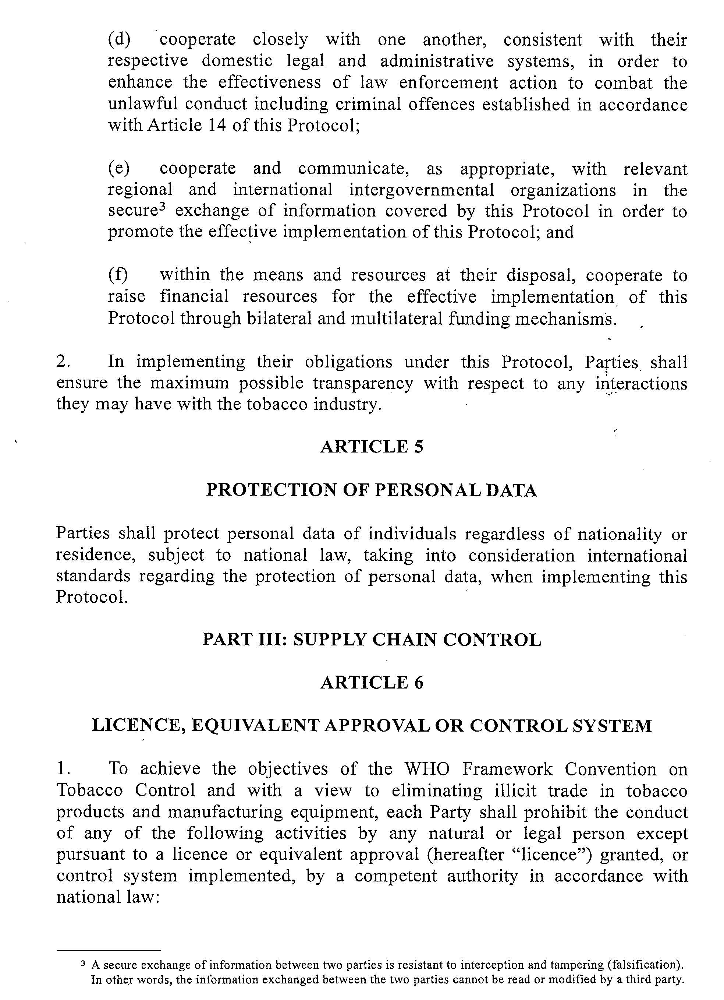 (d) cooperate closely with one another, consistent with their
respective domestic legal and administrative systems, in order to
enhance the effectiveness of law enforcement action to combat the
unlawful conduct including criminal offences established in accordance
with Article 14 of this Protocol;
(e) cooperate and communicate, as appropriate, with relevant
regional and international intergovernmental organizations in the
secure³ exchange of information covered by this Protocol in order to
promote the effective implementation of this Protocol; and
(f) within the means and resources at their disposal, cooperate to
raise financial resources for the effective implementation of this
Protocol through bilateral and multilateral funding mechanisms.
2. In implementing their obligations under this Protocol, Parties shall
ensure the maximum possible transparency with respect to any interactions
they may have with the tobacco industry.
ARTICLE 5
PROTECTION OF PERSONAL DATA
Parties shall protect personal data of individuals regardless of nationality or
residence, subject to national law, taking into consideration international
standards regarding the protection of personal data, when implementing this
Protocol.
PART III: SUPPLY CHAIN CONTROL
ARTICLE 6
LICENCE, EQUIVALENT APPROVAL OR CONTROL SYSTEM
1. To achieve the objectives of the WHO Framework Convention on
Tobacco Control and with a view to eliminating illicit trade in tobacco
products and manufacturing equipment, each Party shall prohibit the conduct
of any of the following activities by any natural or legal person except
pursuant to a licence or equivalent approval (hereafter “licence”) granted, or
control system implemented, by a competent authority in accordance with
national law:
³ A secure exchange of information between two parties is resistant to interception and tampering (falsification).
In other words, the information exchanged between the two parties cannot be read or modified by a third party.